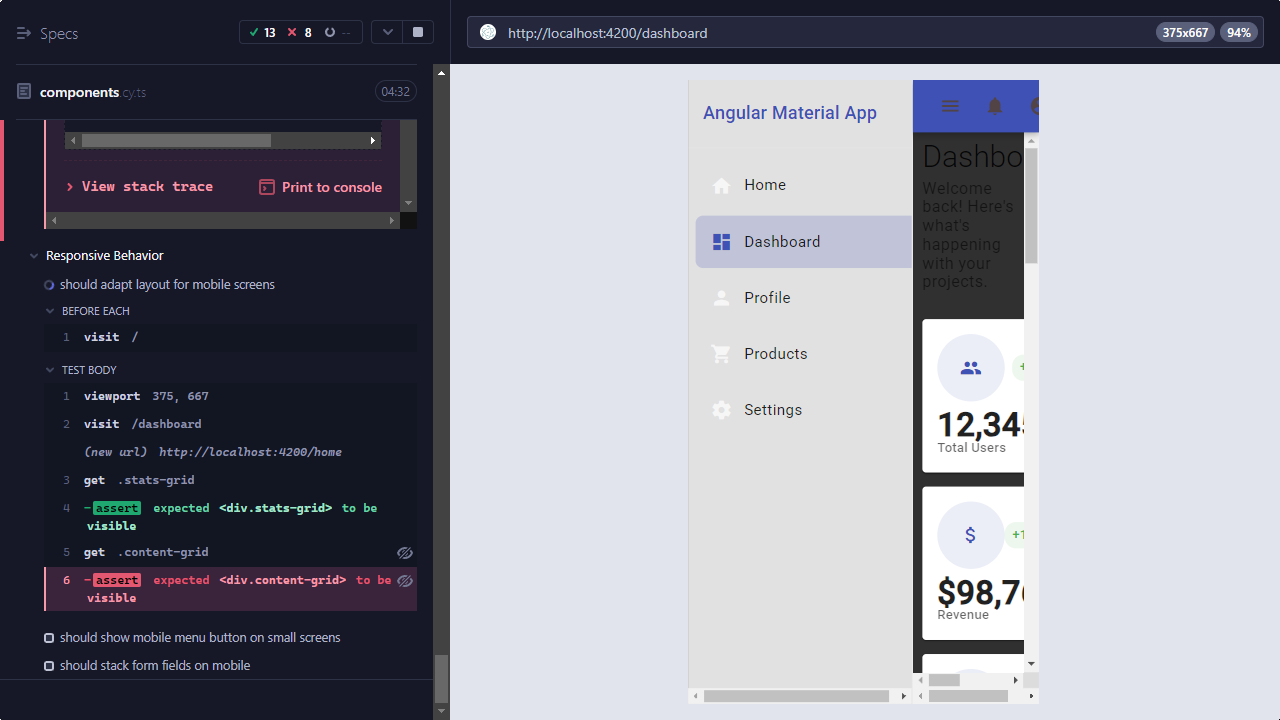 Specs
13
8
--
http://localhost:4200/dashboard
375x667
94%
components.cy.ts
04:32
View stack trace
Print to console
Responsive Behavior
should adapt layout for mobile screens
BEFORE EACH
1 visit /
TEST BODY
1 viewport 375, 667
2 visit /dashboard
(new url) http://localhost:4200/home
3 get .stats-grid
4 -assert expected <div.stats-grid> to be
visible
5 get .content-grid
6 -assert expected <div.content-grid> to be
visible
should show mobile menu button on small screens
should stack form fields on mobile
Angular Material App
Home
Dashboard
Profile
Products
Settings
Dashbo
Welcome
back! Here's
what's
happening
with your
projects.
+
12,345
Total Users
$
+1
$98,76
Revenue